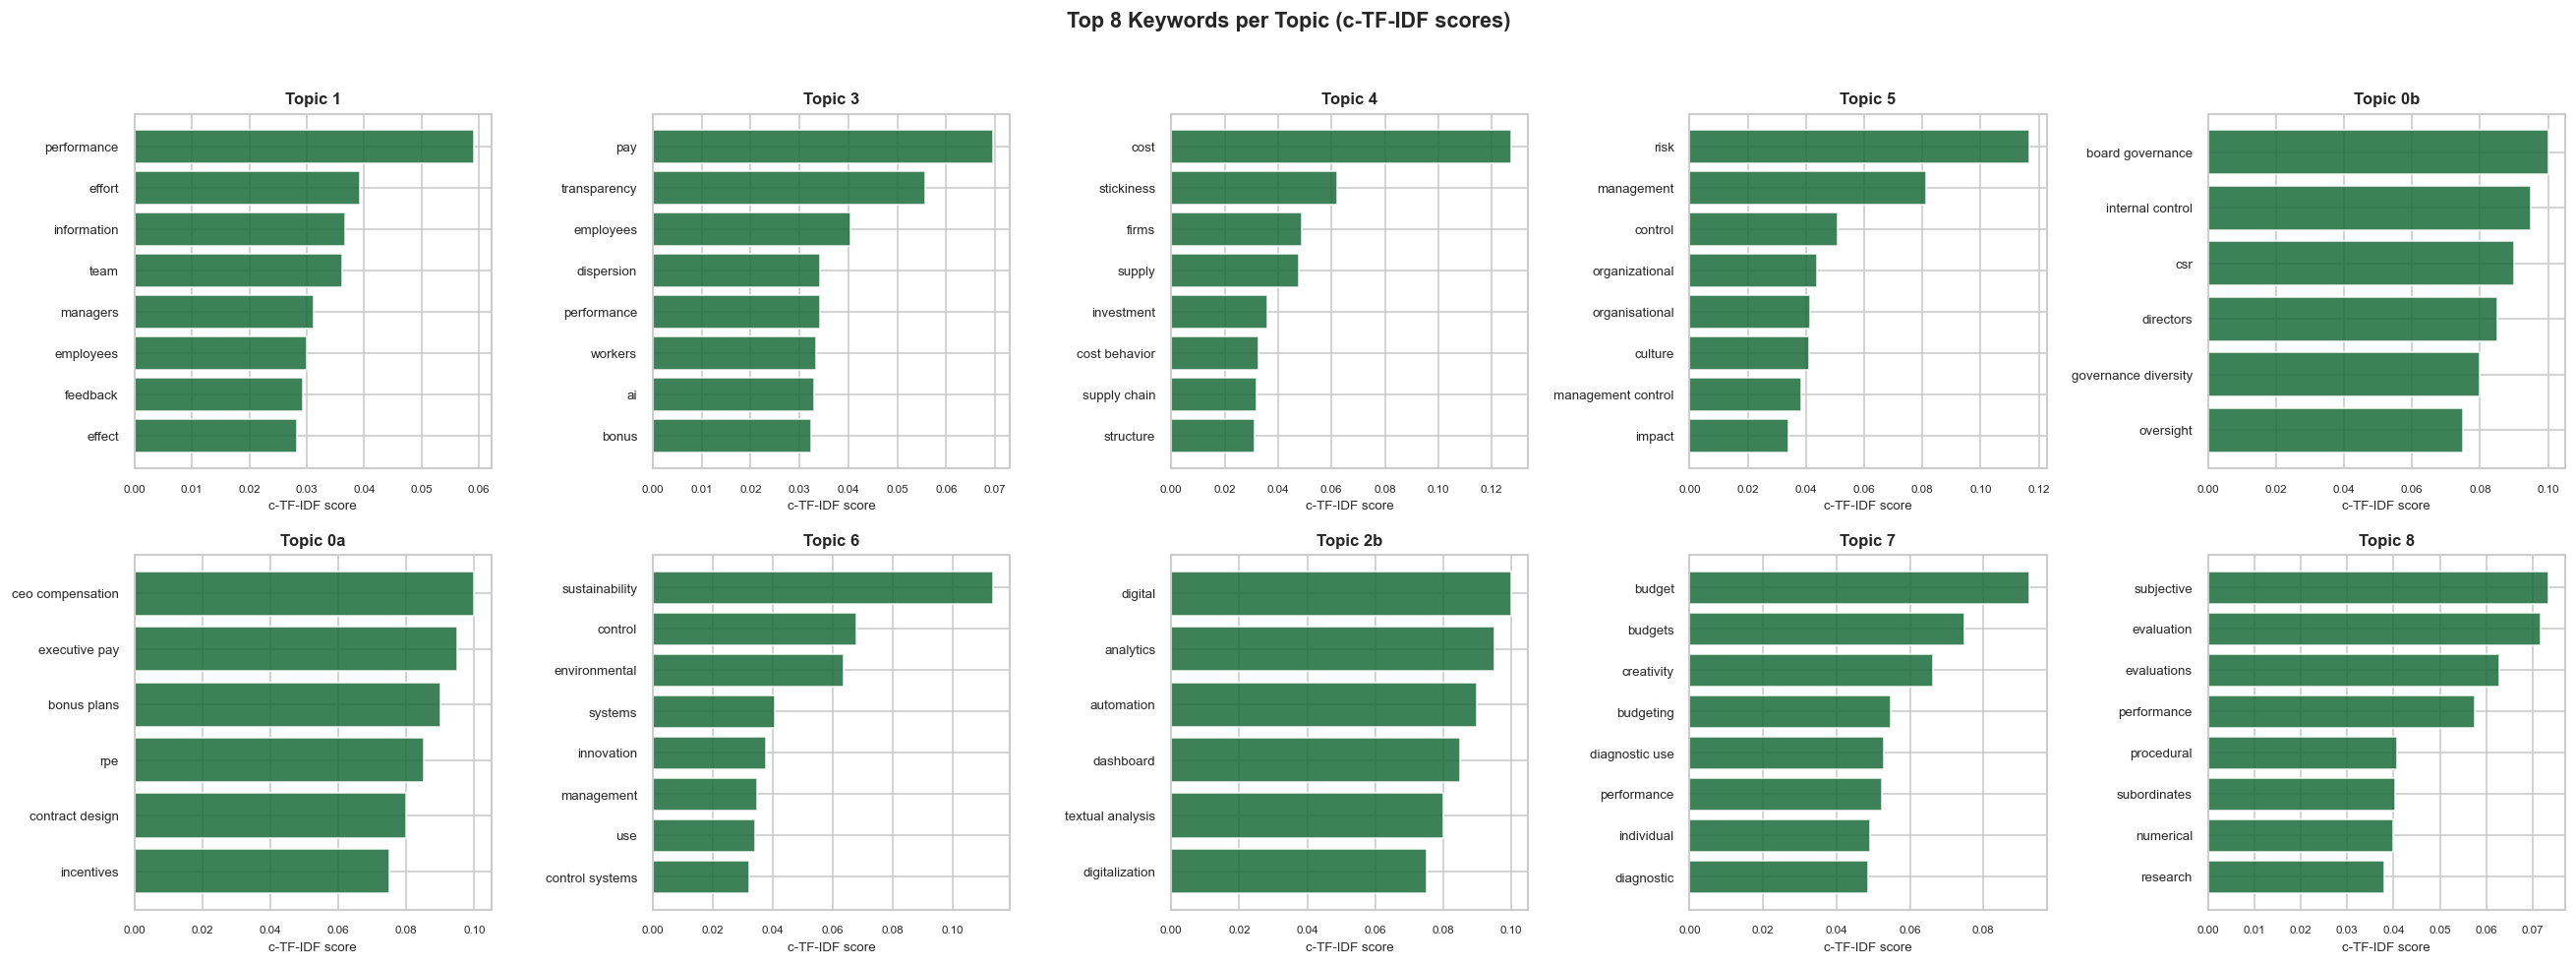 Top 8 Keywords per Topic (c-TF-IDF scores)
Topic 1
performance
effort
information
team
managers
employees
feedback
effect
0.00 0.01 0.02 0.03 0.04 0.05 0.06
c-TF-IDF score
Topic 3
pay
transparency
employees
dispersion
performance
workers
ai
bonus
0.00 0.01 0.02 0.03 0.04 0.05 0.06 0.07
c-TF-IDF score
Topic 4
cost
stickiness
firms
supply
investment
cost behavior
supply chain
structure
0.00 0.02 0.04 0.06 0.08 0.10 0.12
c-TF-IDF score
Topic 5
risk
management
control
organizational
organisational
culture
management control
impact
0.00 0.02 0.04 0.06 0.08 0.10 0.12
c-TF-IDF score
Topic 0b
board governance
internal control
csr
directors
governance diversity
oversight
0.00 0.02 0.04 0.06 0.08 0.10
c-TF-IDF score
Topic 0a
ceo compensation
executive pay
bonus plans
rpe
contract design
incentives
0.00 0.02 0.04 0.06 0.08 0.10
c-TF-IDF score
Topic 6
sustainability
control
environmental
systems
innovation
management
use
control systems
0.00 0.02 0.04 0.06 0.08 0.10
c-TF-IDF score
Topic 2b
digital
analytics
automation
dashboard
textual analysis
digitalization
0.00 0.02 0.04 0.06 0.08 0.10
c-TF-IDF score
Topic 7
budget
budgets
creativity
budgeting
diagnostic use
performance
individual
diagnostic
0.00 0.02 0.04 0.06 0.08
c-TF-IDF score
Topic 8
subjective
evaluation
evaluations
performance
procedural
subordinates
numerical
research
0.00 0.01 0.02 0.03 0.04 0.05 0.06 0.07
c-TF-IDF score